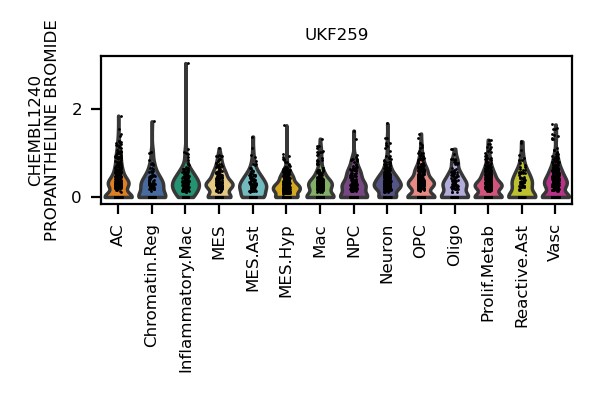 UKF259
CHEMBL1240
PROPANTHELINE BROMIDE
2
0
AC
Chromatin.Reg
Inflammatory.Mac
MES
MES.Ast
MES.Hyp
Mac
NPC
Neuron
OPC
Oligo
Prolif.Metab
Reactive.Ast
Vasc